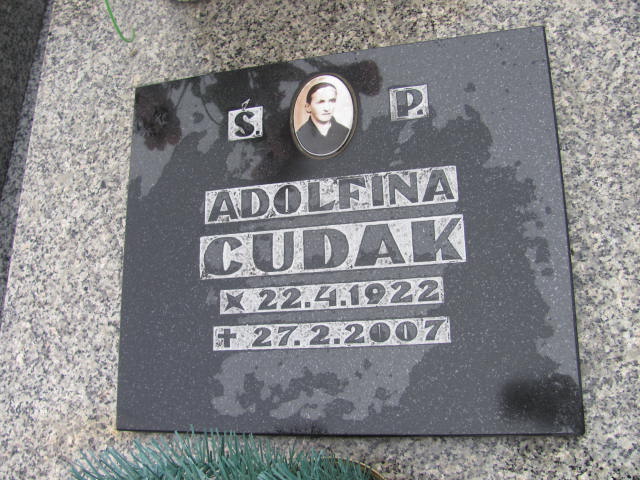 Ś. P.
ADOLFINA
CUDAK
* 22.4.1922
+ 27.2.2007